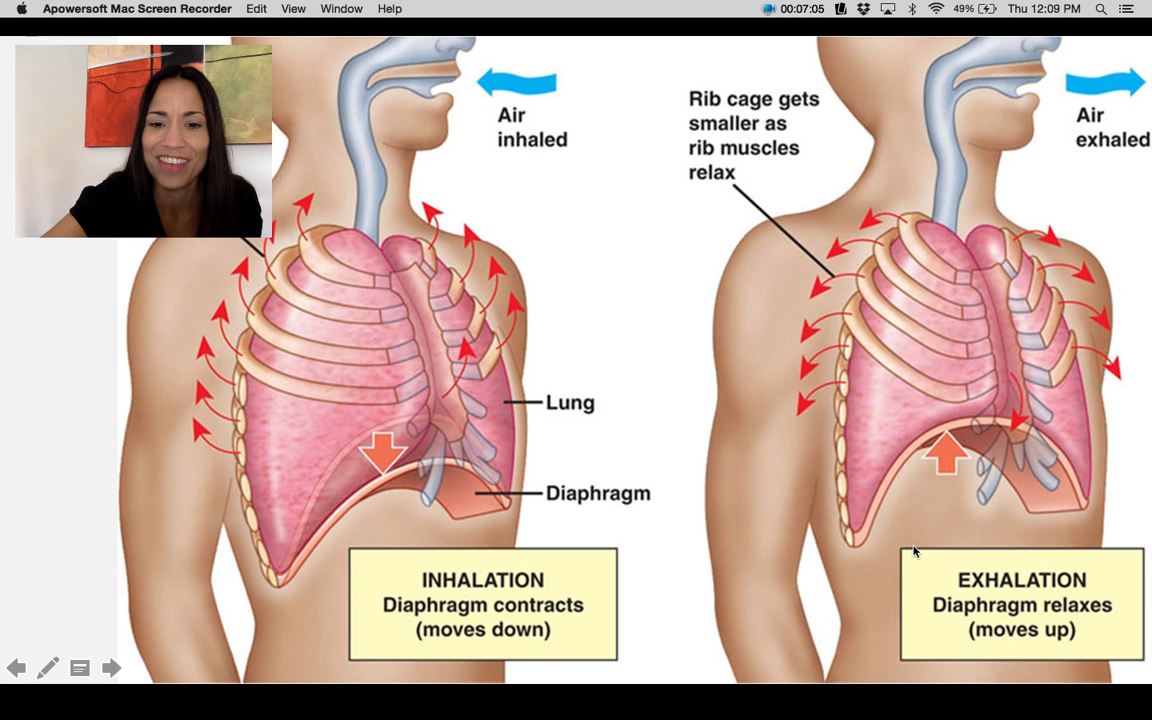 Apowersoft Mac Screen Recorder Edit View Window Help 00:07:05 49% Thu 12:09 PM
Air
inhaled
Rib cage gets
smaller as
rib muscles
relax
Air
exhaled
Lung
Diaphragm
INHALATION
Diaphragm contracts
(moves down)
EXHALATION
Diaphragm relaxes
(moves up)